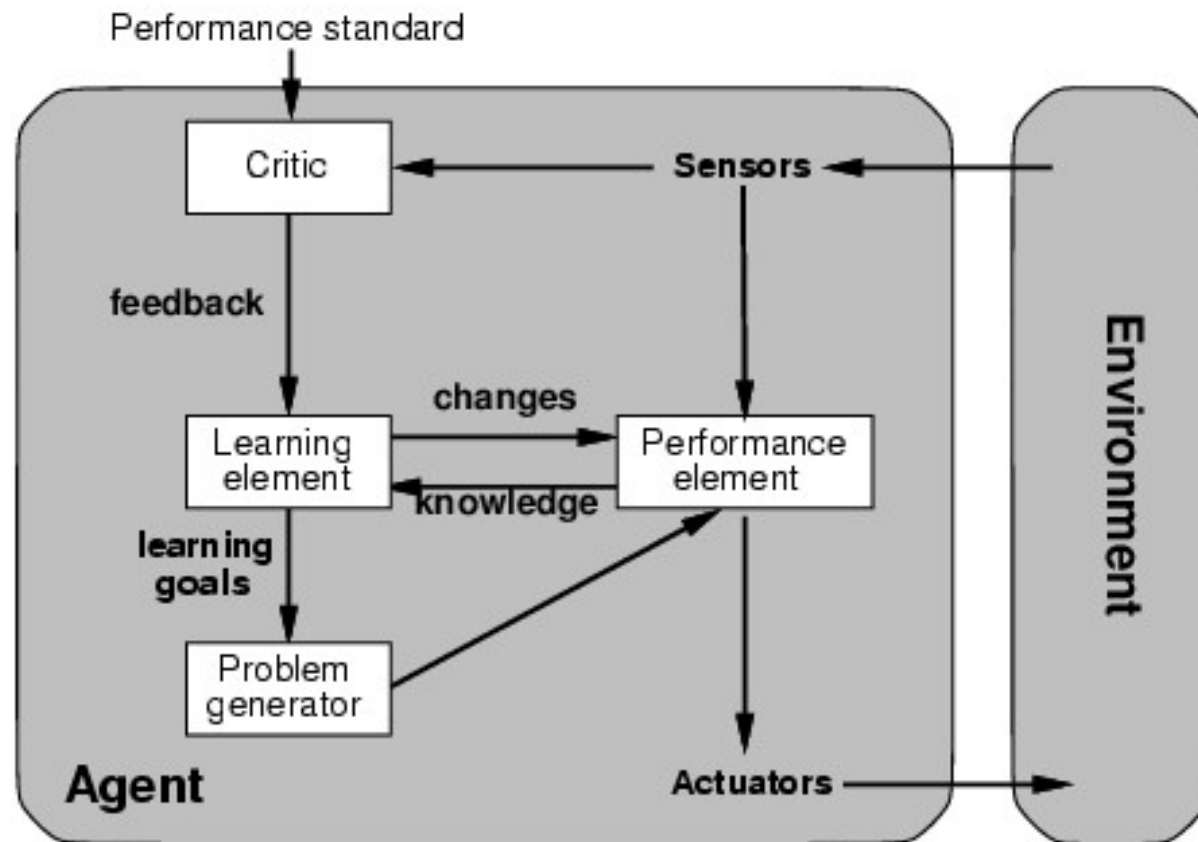 Performance standard
Critic
Sensors
feedback
changes
Learning
element
Performance
element
knowledge
learning
goals
Problem
generator
Agent
Actuators
Environment